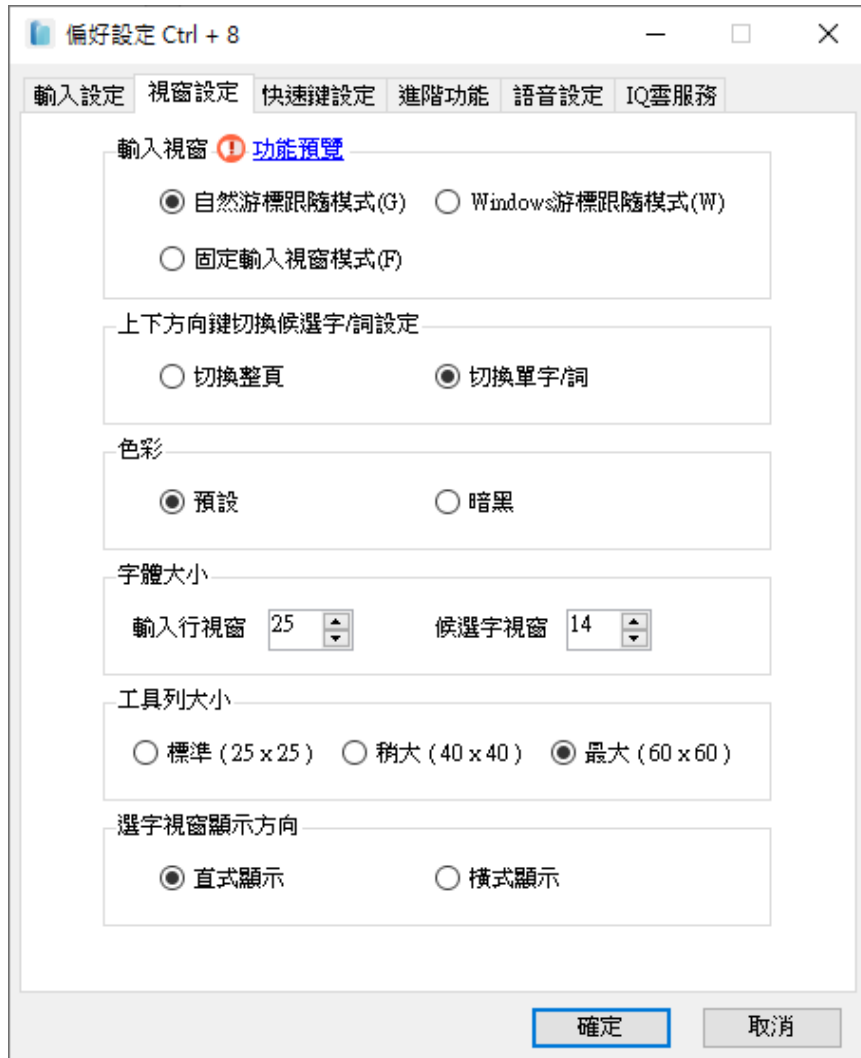 偏好設定 Ctrl + 8
輸入設定 視窗設定 快速鍵設定 進階功能 語音設定 IQ雲服務
輸入視窗 功能預覽
自然游標跟隨模式(G) Windows游標跟隨模式(W)
固定輸入視窗模式(F)
上下方向鍵切換候選字/詞設定
切換整頁 切換單字/詞
色彩
預設 暗黑
字體大小
輸入行視窗 25 候選字視窗 14
工具列大小
標準 ( 25 x 25 ) 稍大 ( 40 x 40 ) 最大 ( 60 x 60 )
選字視窗顯示方向
直式顯示 橫式顯示
確定 取消